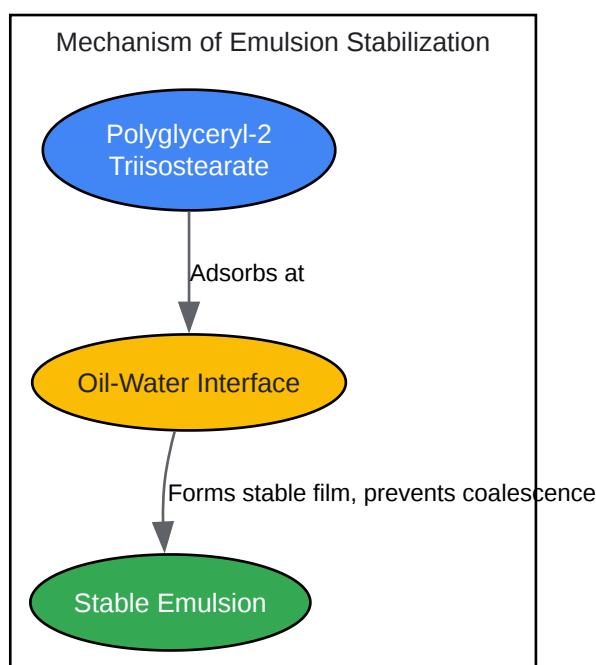 Mechanism of Emulsion Stabilization
Polyglyceryl-2
Triisostearate
Adsorbs at
Oil-Water Interface
Forms stable film, prevents coalescence
Stable Emulsion